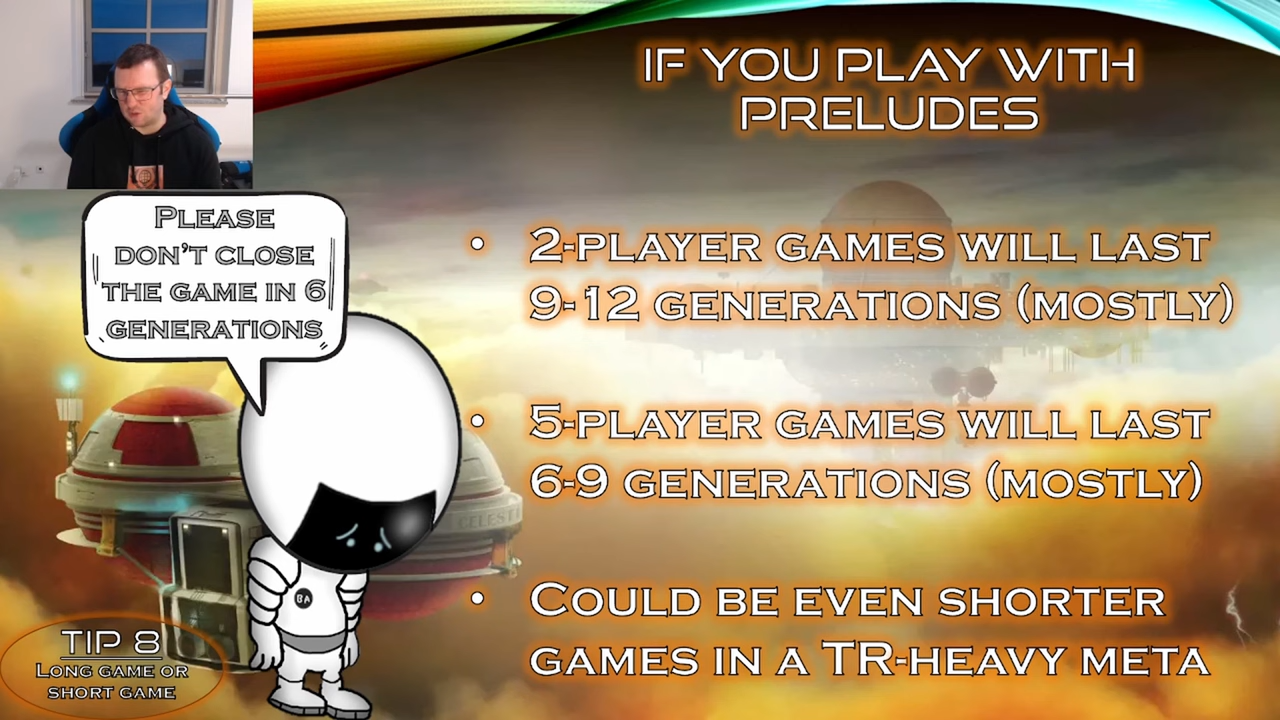 IF YOU PLAY WITH
PRELUDES
PLEASE
DON'T CLOSE
THE GAME IN 6
GENERATIONS
• 2-PLAYER GAMES WILL LAST
9-12 GENERATIONS (MOSTLY)
• 5-PLAYER GAMES WILL LAST
6-9 GENERATIONS (MOSTLY)
• COULD BE EVEN SHORTER
GAMES IN A TR-HEAVY META
BA
TIP 8
LONG GAME OR
SHORT GAME